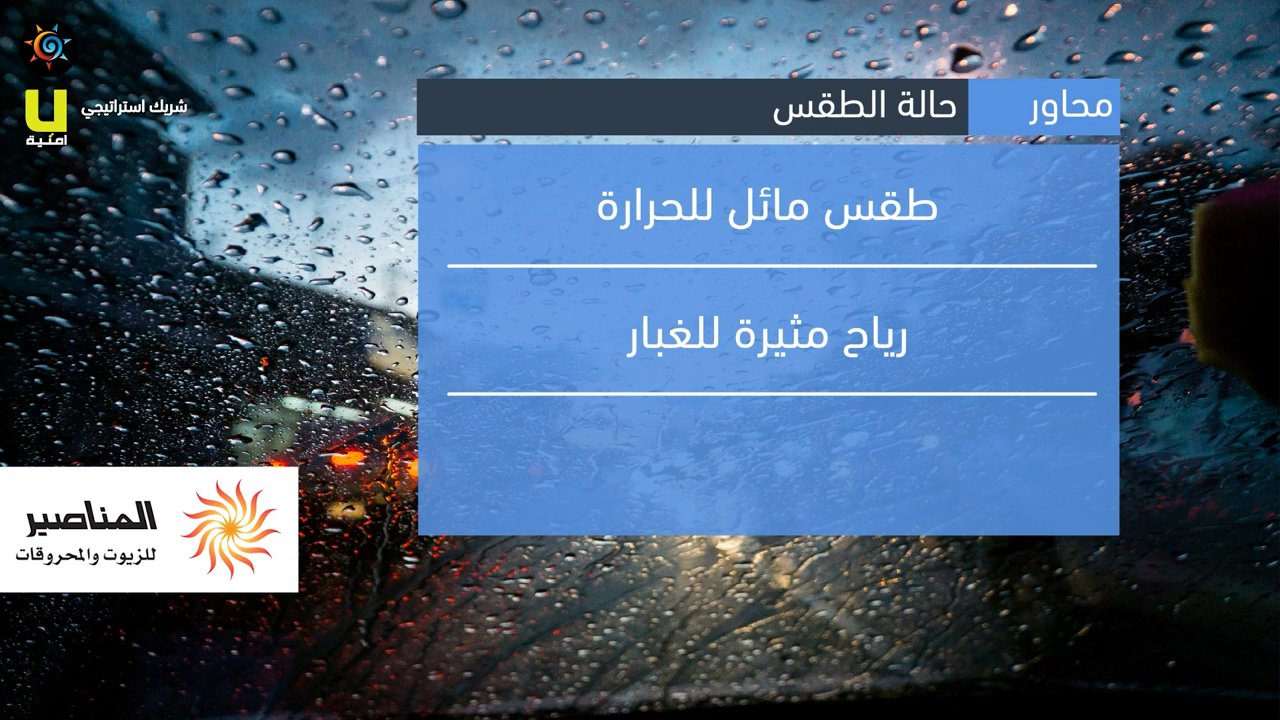 محاور
حالة الطقس
شريك استراتيجي
امنية
طقس مائل للحرارة
رياح مثيرة للغبار
المناصير
للزيوت والمحروقات